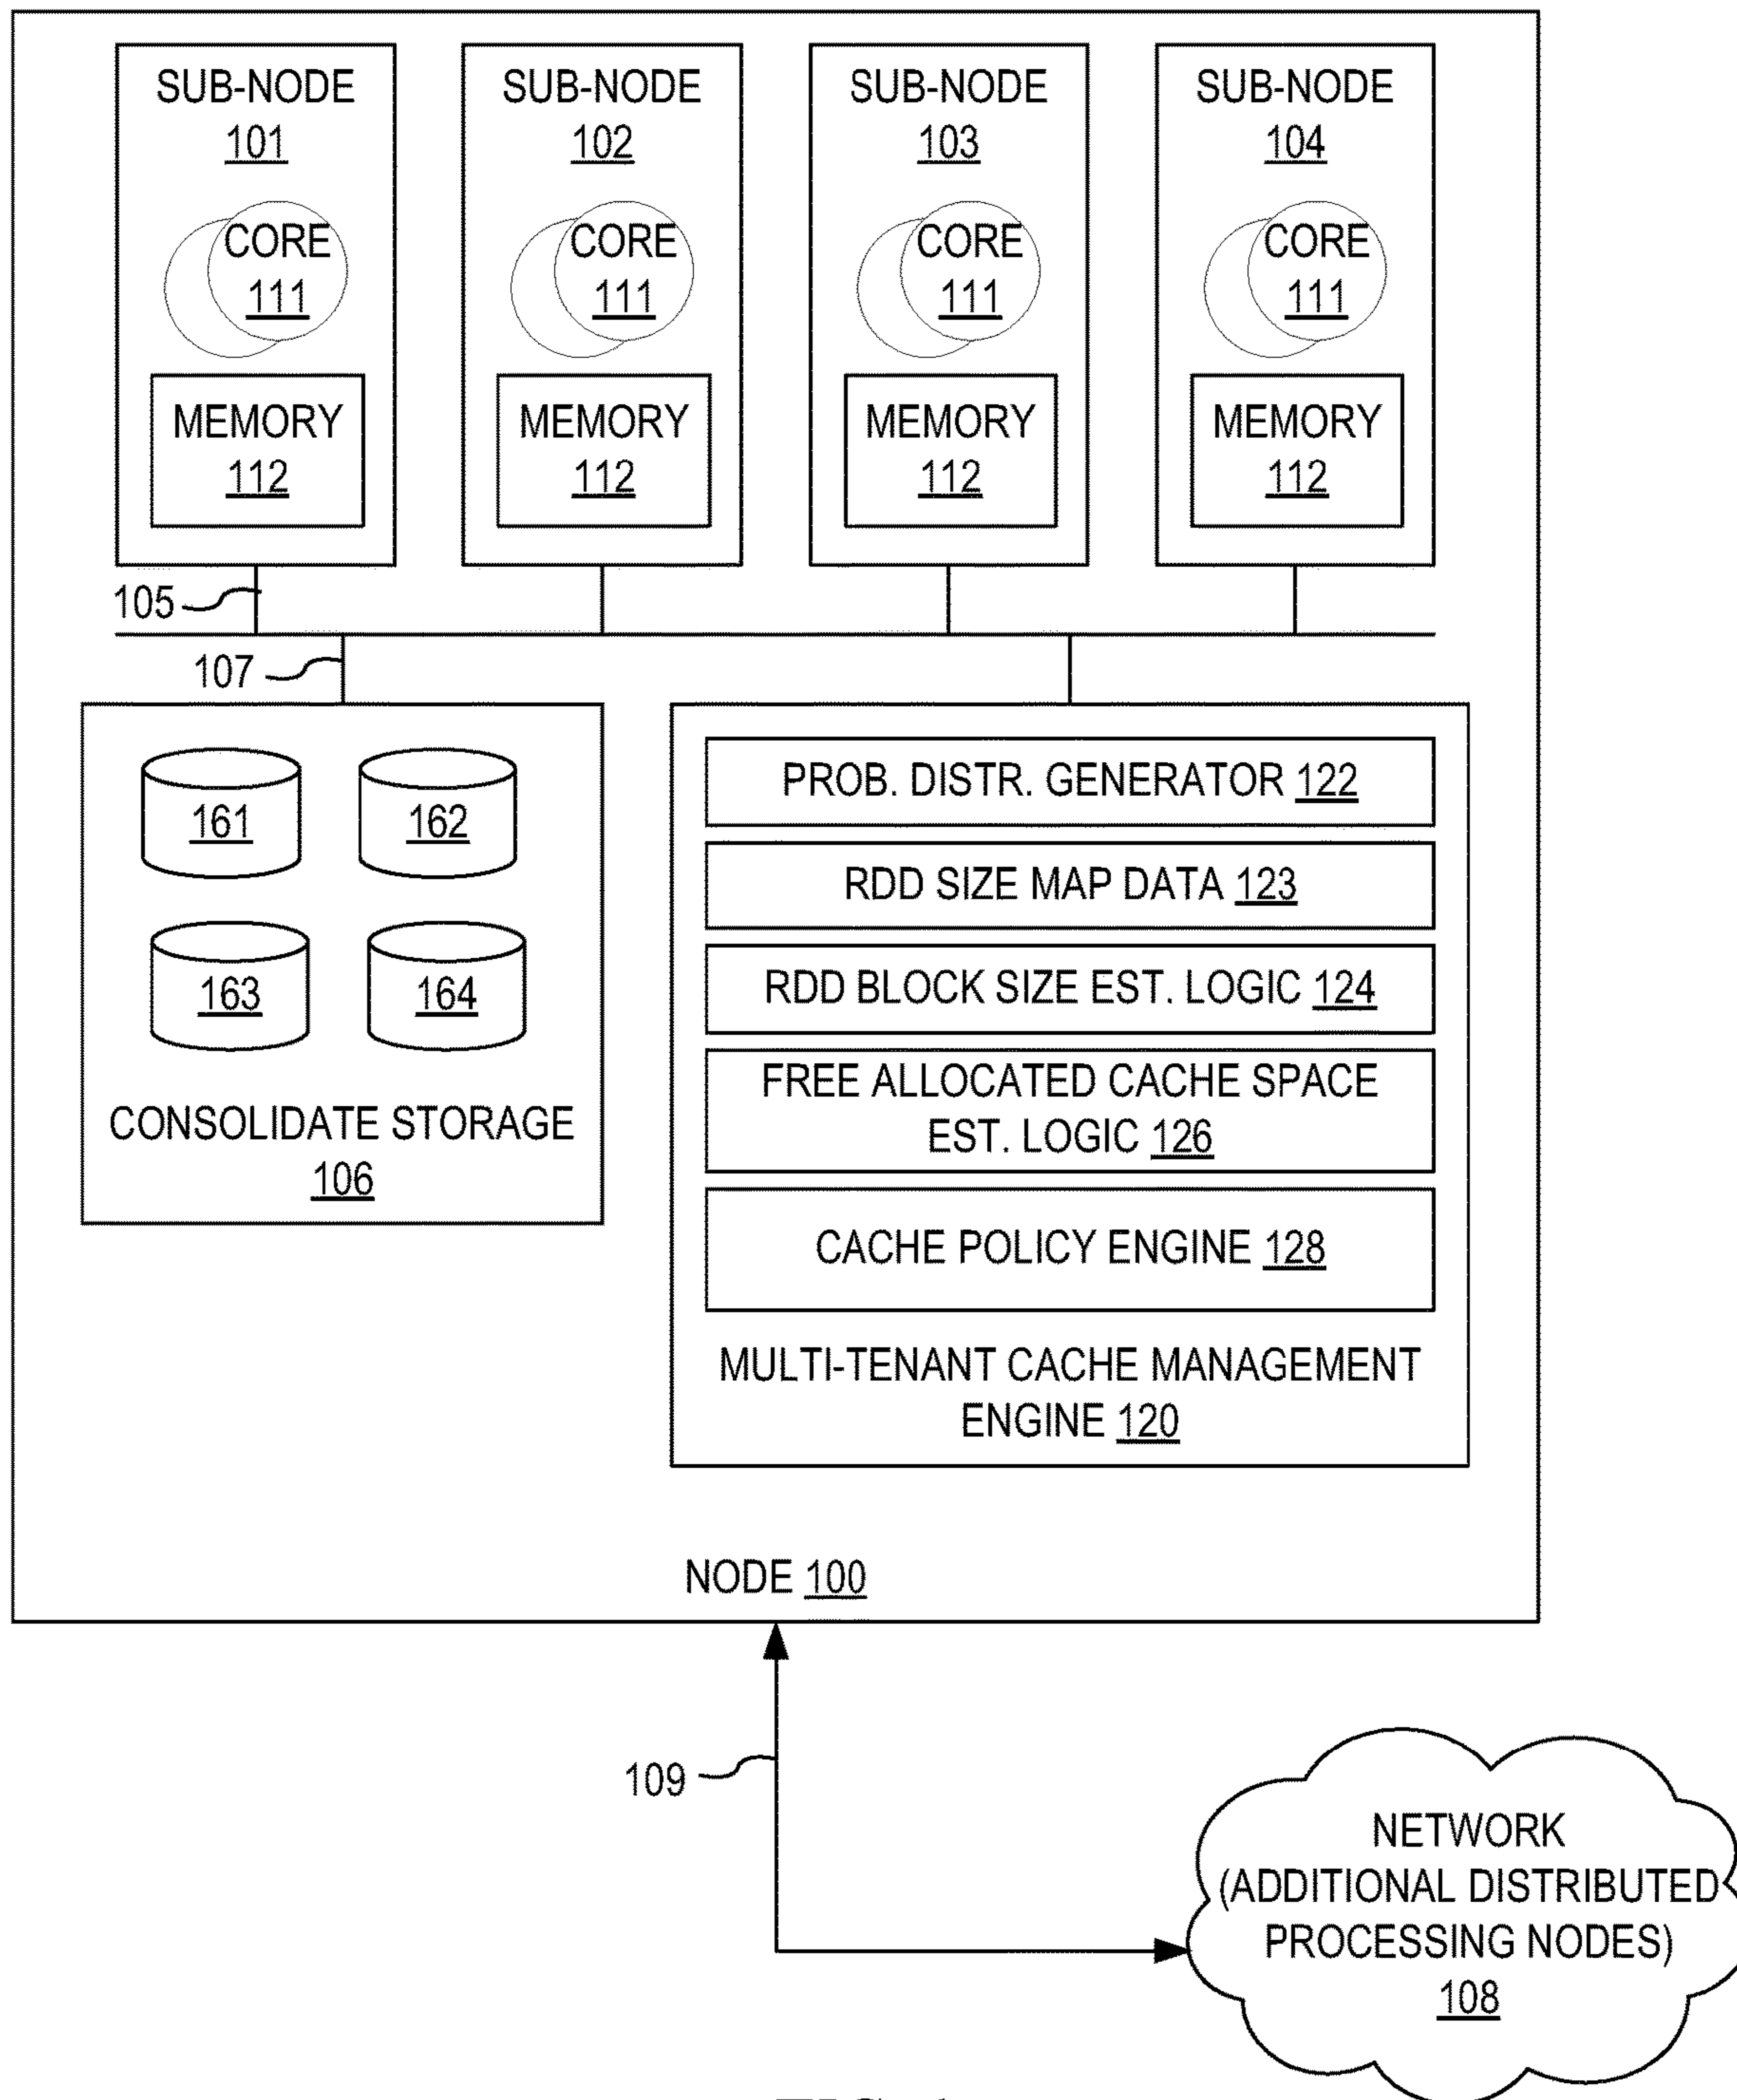 SUB-NODE
101
CORE
111
MEMORY
112
SUB-NODE
102
CORE
111
MEMORY
112
SUB-NODE
103
CORE
111
MEMORY
112
SUB-NODE
104
CORE
111
MEMORY
112
105
107
161
162
163
164
CONSOLIDATE STORAGE
106
PROB. DISTR. GENERATOR 122
RDD SIZE MAP DATA 123
RDD BLOCK SIZE EST. LOGIC 124
FREE ALLOCATED CACHE SPACE
EST. LOGIC 126
CACHE POLICY ENGINE 128
MULTI-TENANT CACHE MANAGEMENT
ENGINE 120
NODE 100
109
NETWORK
(ADDITIONAL DISTRIBUTED
PROCESSING NODES)
108